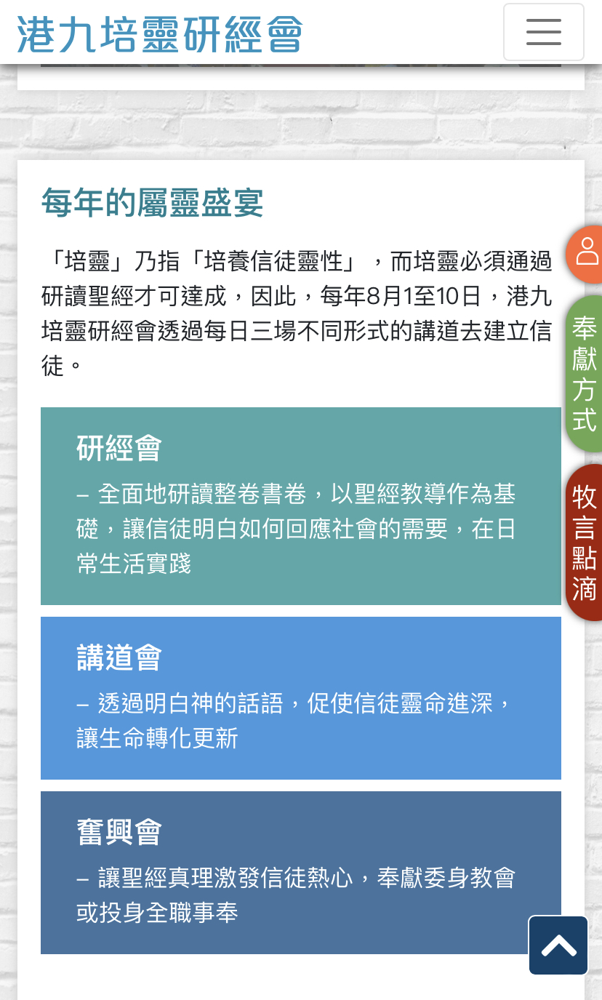 港九培靈研經會
每年的屬靈盛宴
「培靈」乃指「培養信徒靈性」，而培靈必須通過
研讀聖經才可達成，因此，每年8月1至10日，港九
培靈研經會透過每日三場不同形式的講道去建立信
徒。
研經會
– 全面地研讀整卷書卷，以聖經教導作為基
礎，讓信徒明白如何回應社會的需要，在日
常生活實踐
講道會
– 透過明白神的話語，促使信徒靈命進深，
讓生命轉化更新
奮興會
– 讓聖經真理激發信徒熱心，奉獻委身教會
或投身全職事奉
奉獻方式
牧言點滴